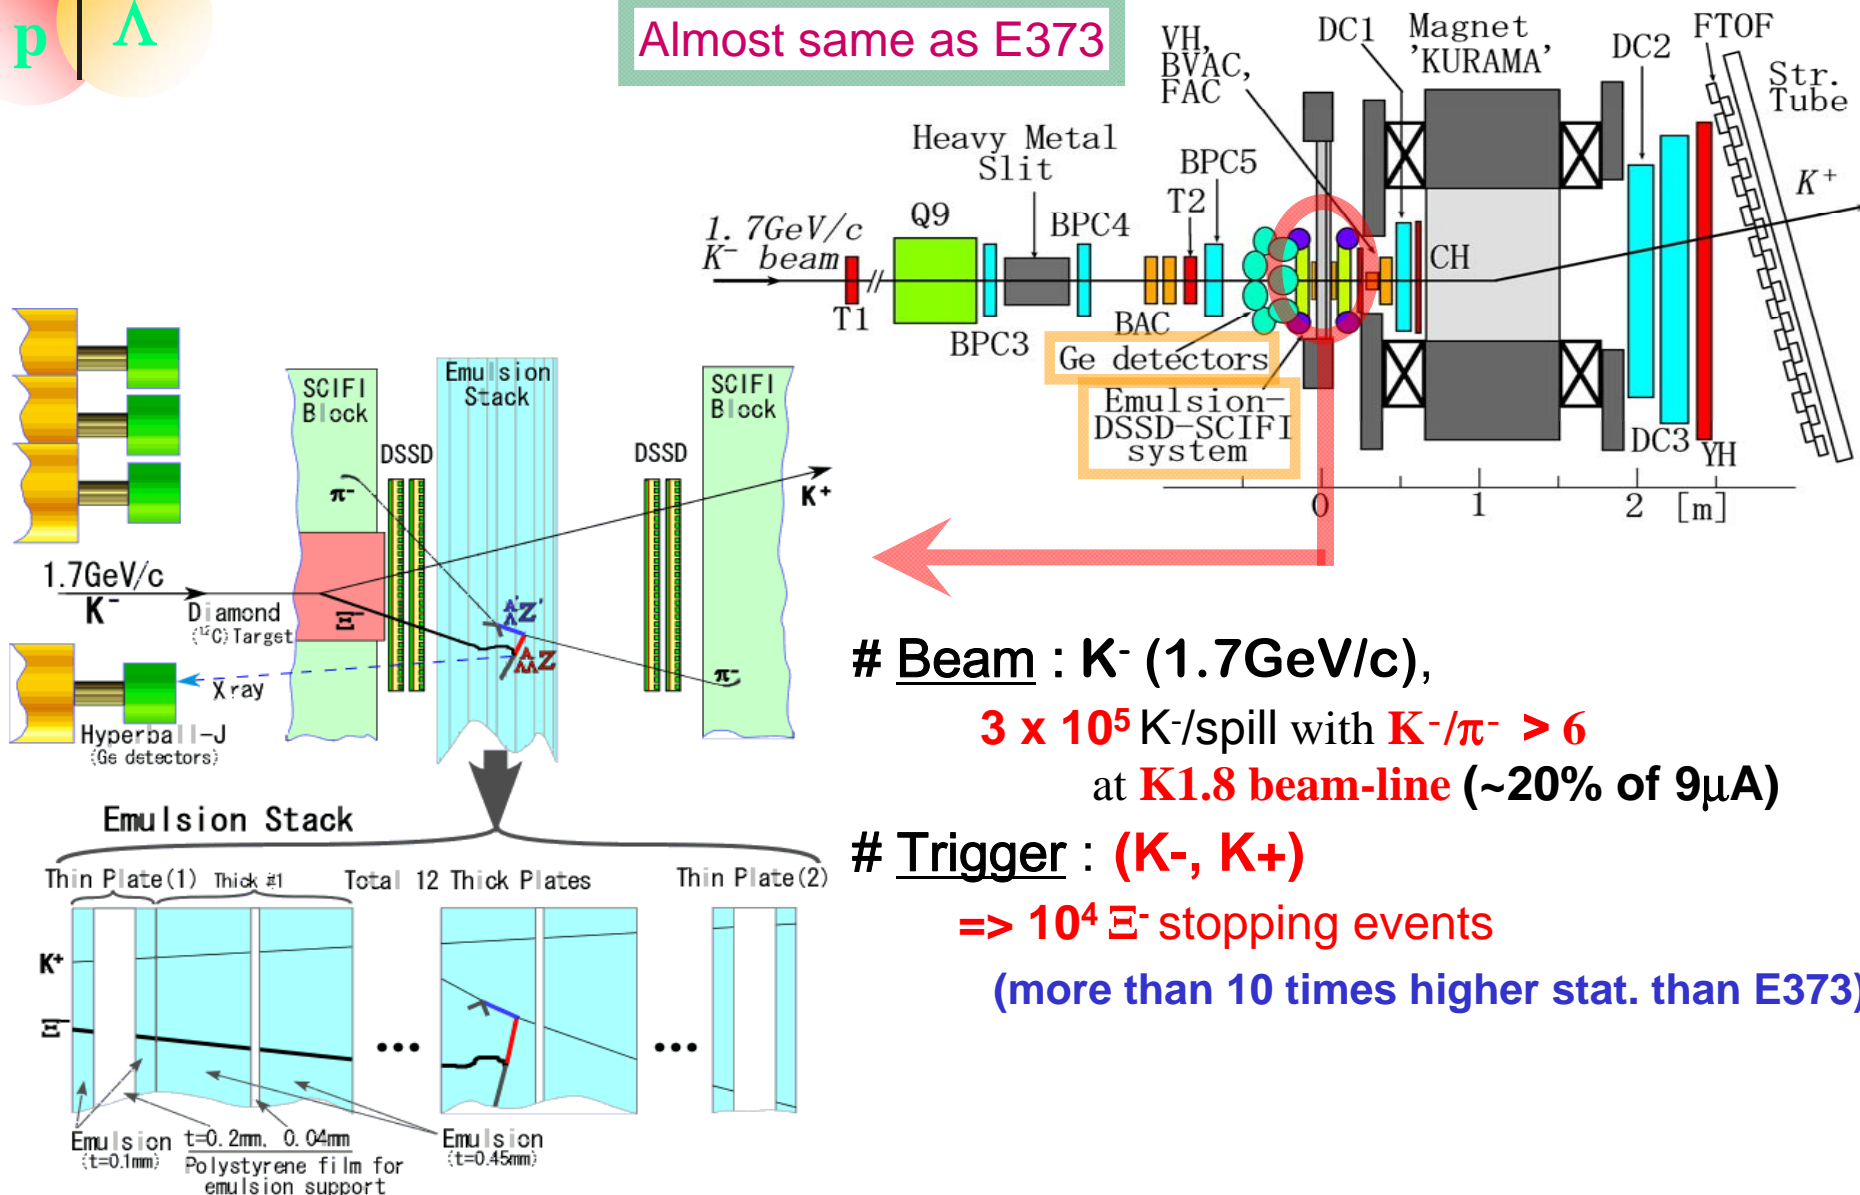 p | Λ
Almost same as E373
VH,
BVAC,
FAC
DC1
Magnet
'KURAMA'
DC2
FTOF
Str.
Tube
K+
Heavy Metal
Slit
BPC5
T2
Q9
BPC4
1.7GeV/c
K⁻ beam
T1
BPC3
BAC
CH
Ge detectors
Emulsion-
DSSD-SCIFI
system
DC3
YH
0 1 2 [m]
SCIFI
Block
Emulsion
Stack
SCIFI
Block
DSSD
DSSD
π⁻
K⁺
1.7GeV/c
K⁻
Diamond
(¹²C) Target
Ξ⁻
Λ'Z'
ΛΛZ
π⁻
X ray
Hyperball-J
(Ge detectors)
Emulsion Stack
Thin Plate(1)
Thick #1
Total 12 Thick Plates
Thin Plate(2)
K⁺
Ξ⁻
•••
•••
Emulsion
(t=0.1mm)
t=0.2mm, 0.04mm
Polystyrene film for
emulsion support
Emulsion
(t=0.45mm)
# Beam : K⁻ (1.7GeV/c),
3 x 10⁵ K⁻/spill with K⁻/π⁻ > 6
at K1.8 beam-line (~20% of 9μA)
# Trigger : (K-, K+)
=> 10⁴ Ξ⁻ stopping events
(more than 10 times higher stat. than E373)